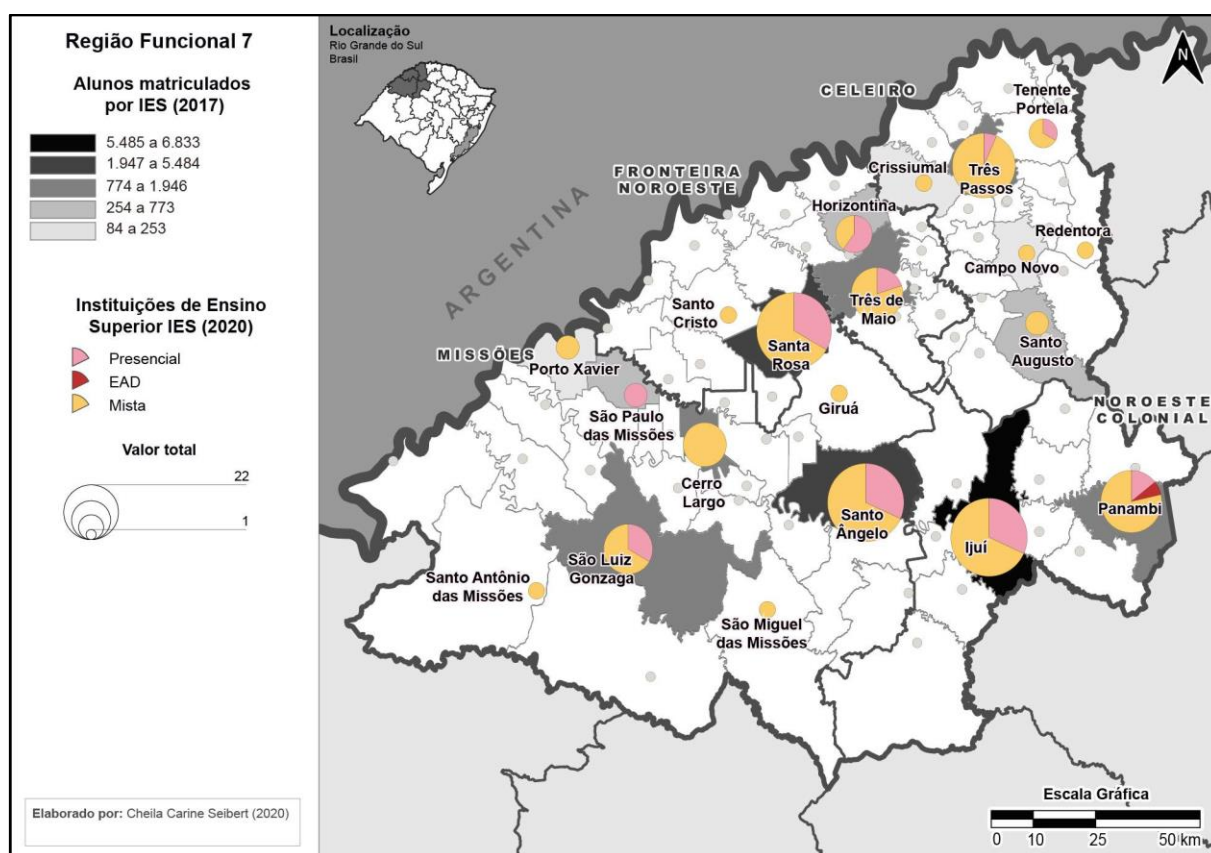 Região Funcional 7
Alunos matriculados
por IES (2017)
5.485 a 6.833
1.947 a 5.484
774 a 1.946
254 a 773
84 a 253
Instituições de Ensino
Superior IES (2020)
Presencial
EAD
Mista
Valor total
22
1
Elaborado por: Cheila Carine Seibert (2020)
Localização
Rio Grande do Sul
Brasil
N
CELEIRO
Tenente
Portela
FRONTEIRA
NOROESTE
Crissiumal
Três
Passos
ARGENTINA
Horizontina
Redentora
Campo Novo
Santo
Cristo
Três de
Maio
Santa
Rosa
Santo
Augusto
MISSÕES
Porto Xavier
São Paulo
das Missões
Giruá
NOROESTE
COLONIAL
Cerro
Largo
Santo
Ângelo
Panambi
Ijuí
São Luiz
Gonzaga
Santo Antônio
das Missões
São Miguel
das Missões
Escala Gráfica
0 10 25 50 km